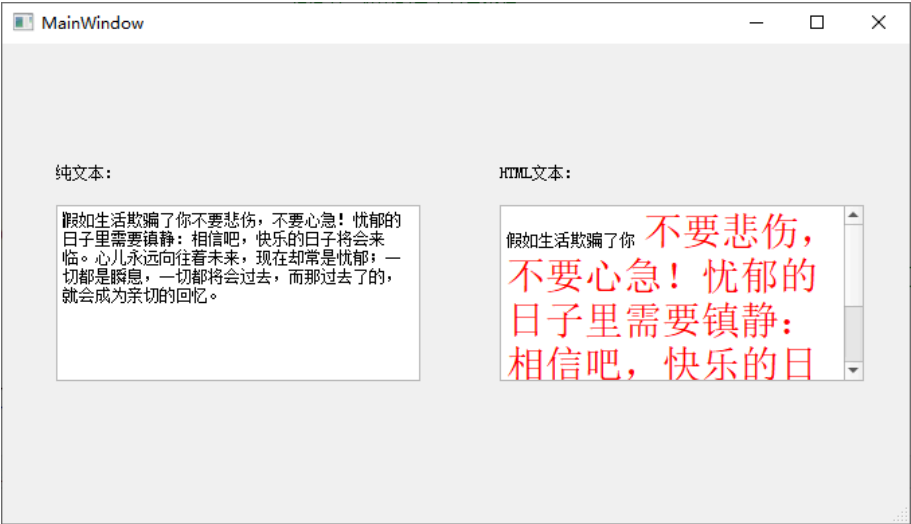 MainWindow
纯文本：
HTML文本：
假如生活欺骗了你不要悲伤，不要心急！忧郁的
日子里需要镇静：相信吧，快乐的日子将会来
临。心儿永远向往着未来，现在却常是忧郁；一
切都是瞬息，一切都将会过去，而那过去了的，
就会成为亲切的回忆。
假如生活欺骗了你 不要悲伤，
不要心急！忧郁的
日子里需要镇静：
相信吧，快乐的日